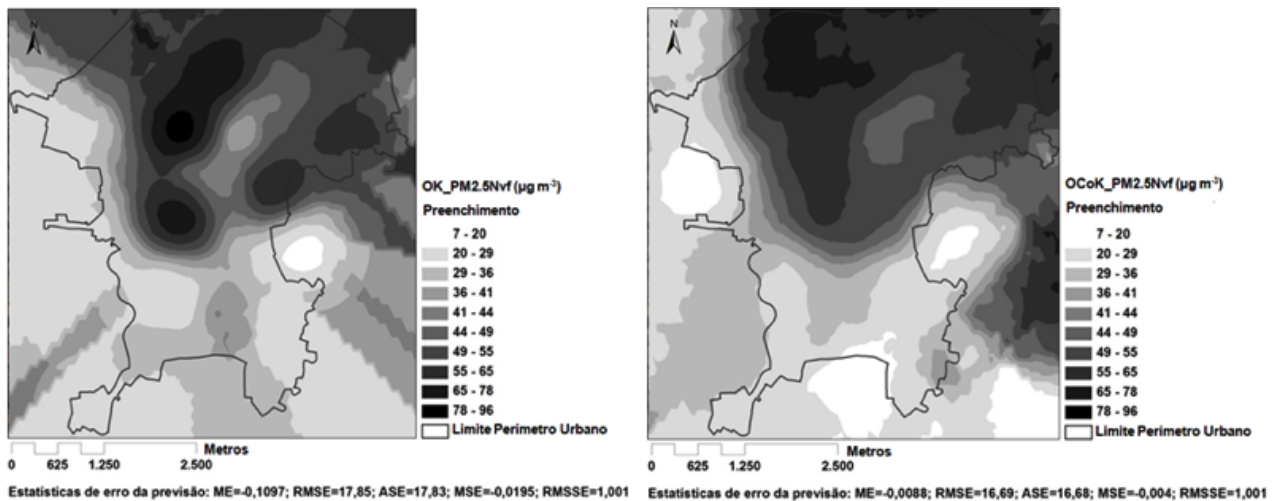 N
OK_PM2.5Nvf (µg m-³)
Preenchimento
7 - 20
20 - 29
29 - 36
36 - 41
41 - 44
44 - 49
49 - 55
55 - 65
65 - 78
78 - 96
Limite Perímetro Urbano
Metros
0 625 1.250 2.500
Estatísticas de erro da previsão: ME=-0,1097; RMSE=17,85; ASE=17,83; MSE=-0,0195; RMSSE=1,001
N
OCoK_PM2.5Nvf (µg m-³)
Preenchimento
7 - 20
20 - 29
29 - 36
36 - 41
41 - 44
44 - 49
49 - 55
55 - 65
65 - 78
78 - 96
Limite Perímetro Urbano
Metros
0 625 1.250 2.500
Estatísticas de erro da previsão: ME=-0,0088; RMSE=16,69; ASE=16,68; MSE=-0,004; RMSSE=1,001